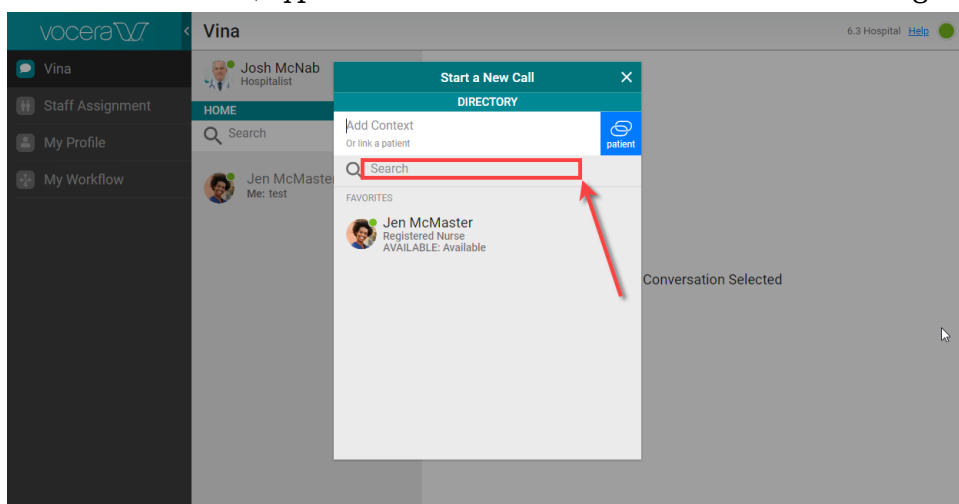 vocera
Vina
6.3 Hospital Help
Vina
Staff Assignment
My Profile
My Workflow
Josh McNab
Hospitalist
HOME
Search
Jen McMaste
Me: test
Start a New Call
DIRECTORY
Add Context
Or link a patient
patient
Search
FAVORITES
Jen McMaster
Registered Nurse
AVAILABLE: Available
Conversation Selected